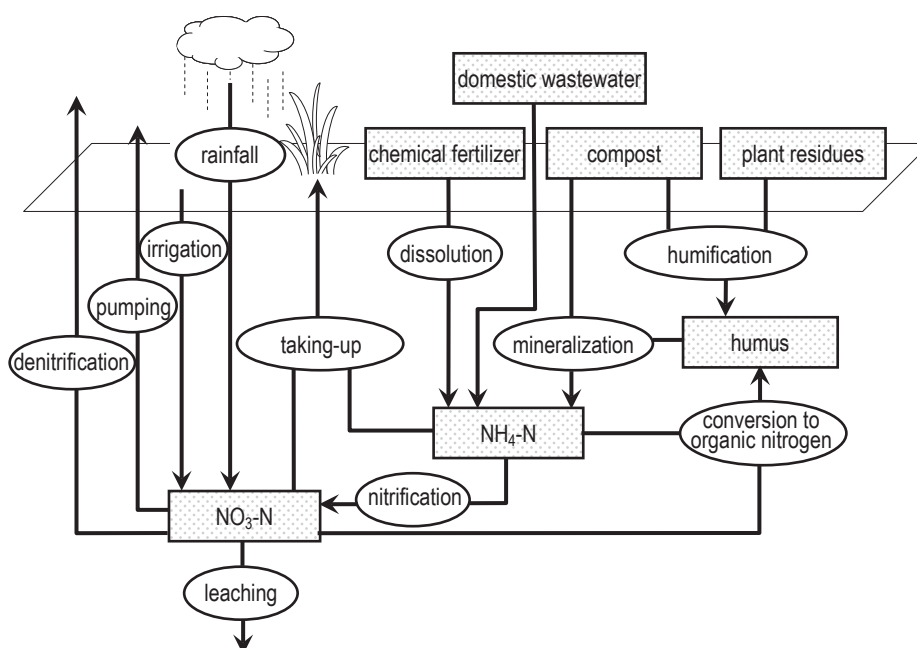 domestic wastewater
rainfall
chemical fertilizer
compost
plant residues
irrigation
dissolution
humification
pumping
denitrification
taking-up
mineralization
humus
NH₄-N
conversion to
organic nitrogen
nitrification
NO₃-N
leaching